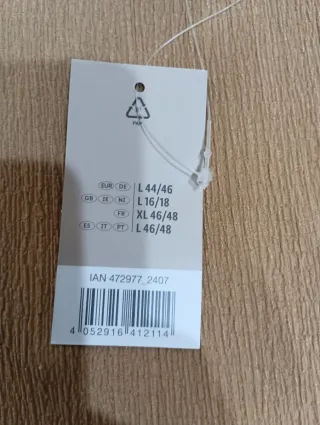 PAP
EUR DE L 44/46
GB IE NI L 16/18
FR XL 46/48
ES IT PT L 46/48
IAN 472977_2407
4 052916 412114